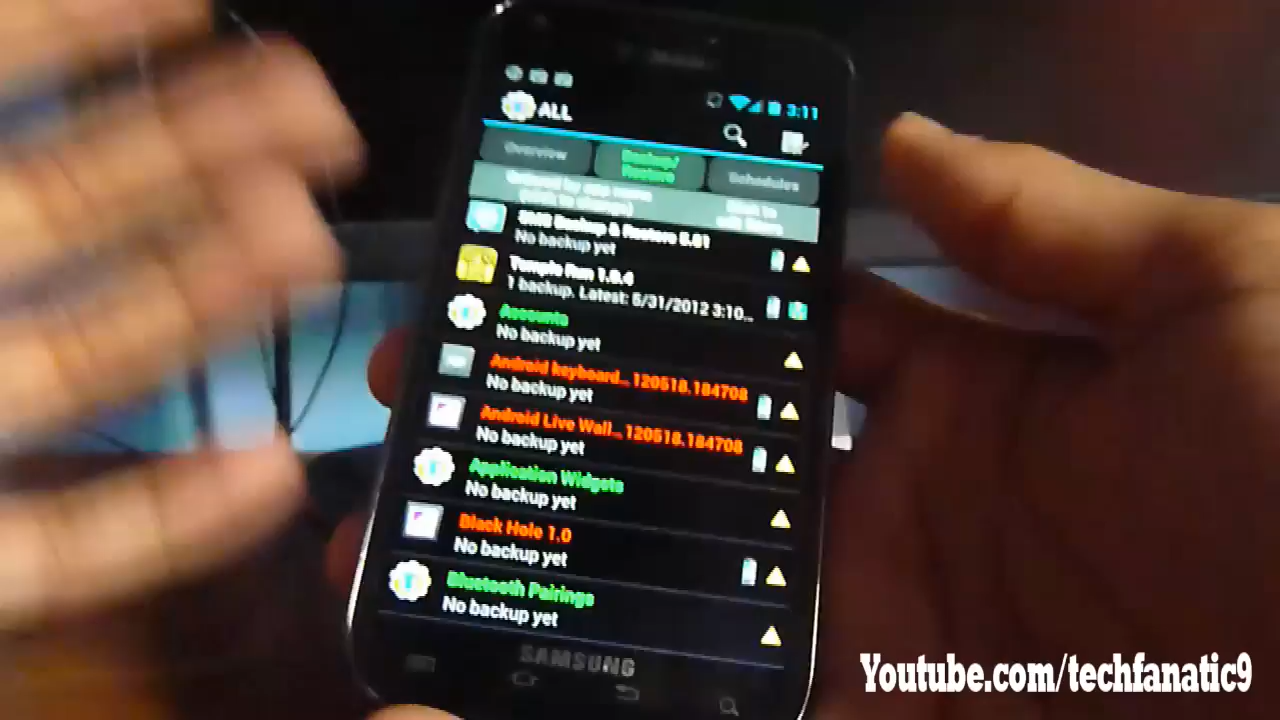 3:11
ALL
Overview
Backup/
Restore
Schedules
SMS Backup & Restore 5.61
No backup yet
Temple Run 1.0.4
1 backup. Latest: 5/31/2012 3:10...
Accounts
No backup yet
Android keyboard... 120518.184708
No backup yet
Android Live Wall... 120518.184708
No backup yet
Application Widgets
No backup yet
Black Hole 1.0
No backup yet
Bluetooth Pairings
No backup yet
SAMSUNG
Youtube.com/techfanatic9